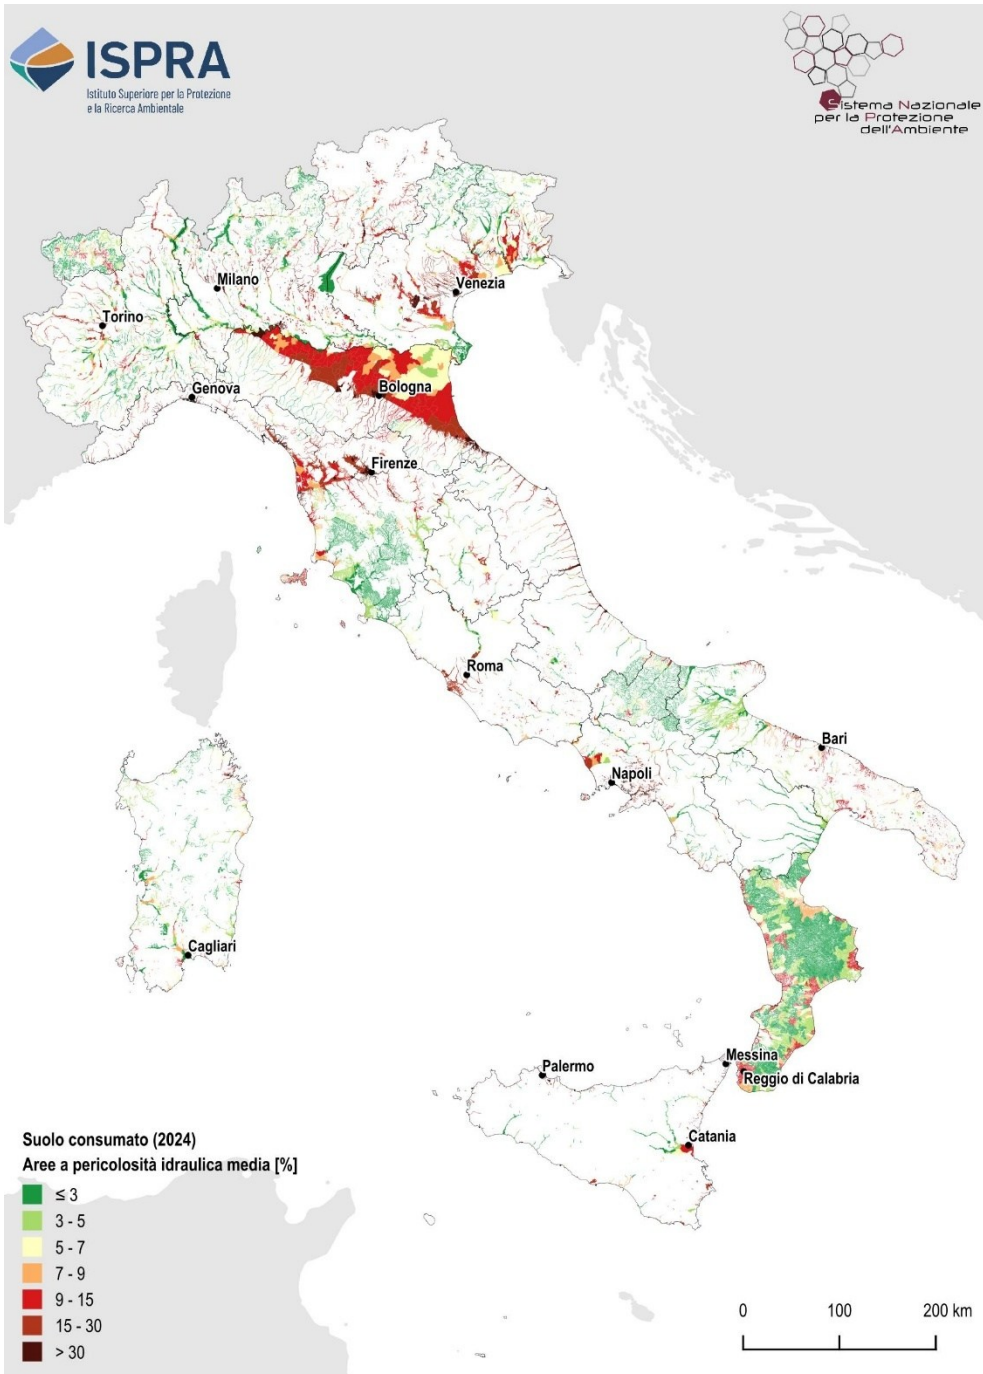 ISPRA
Istituto Superiore per la Protezione
e la Ricerca Ambientale
Sistema Nazionale
per la Protezione
dell'Ambiente
Milano
Venezia
Torino
Genova
Bologna
Firenze
Roma
Bari
Napoli
Cagliari
Messina
Palermo
Reggio di Calabria
Catania
Suolo consumato (2024)
Aree a pericolosità idraulica media [%]
≤ 3
3 - 5
5 - 7
7 - 9
9 - 15
15 - 30
> 30
0 100 200 km